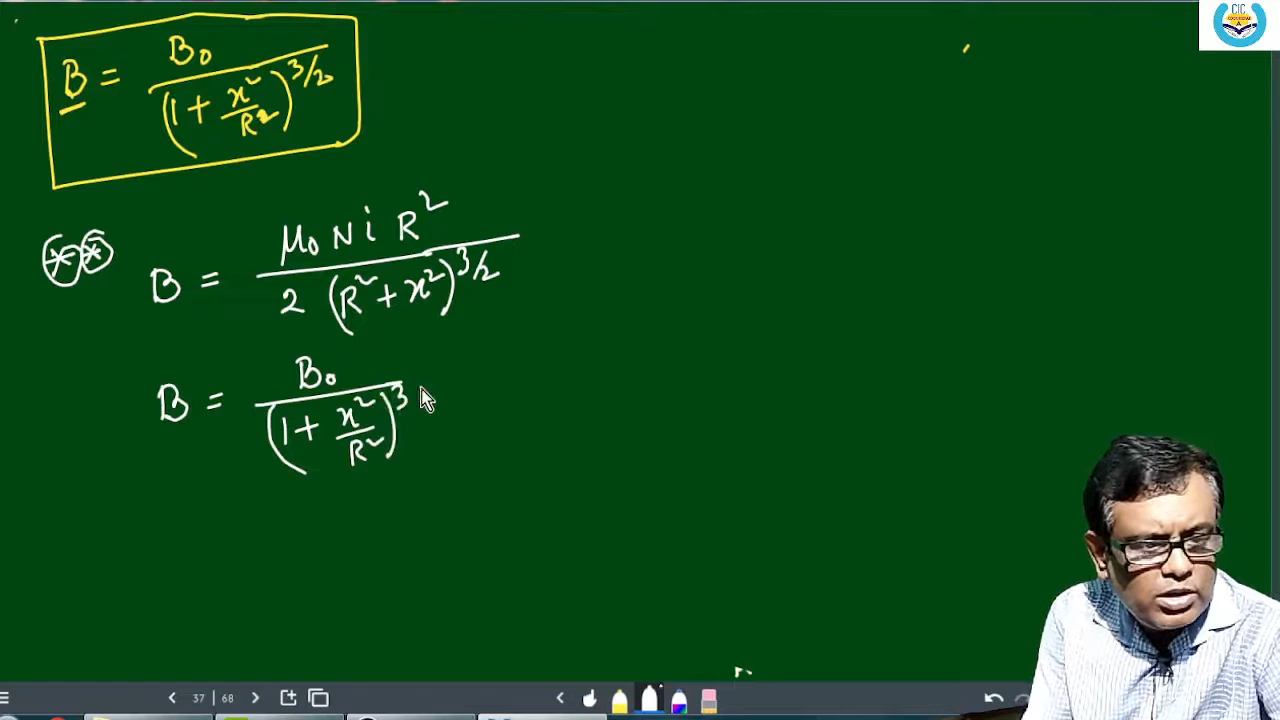 B = B₀ / (1 + x²/R²)^3/2
** B = μ₀ N i R² / 2 (R² + x²)^3/2
B = B₀ / (1 + x²/R²)^3
CIC
37 | 68